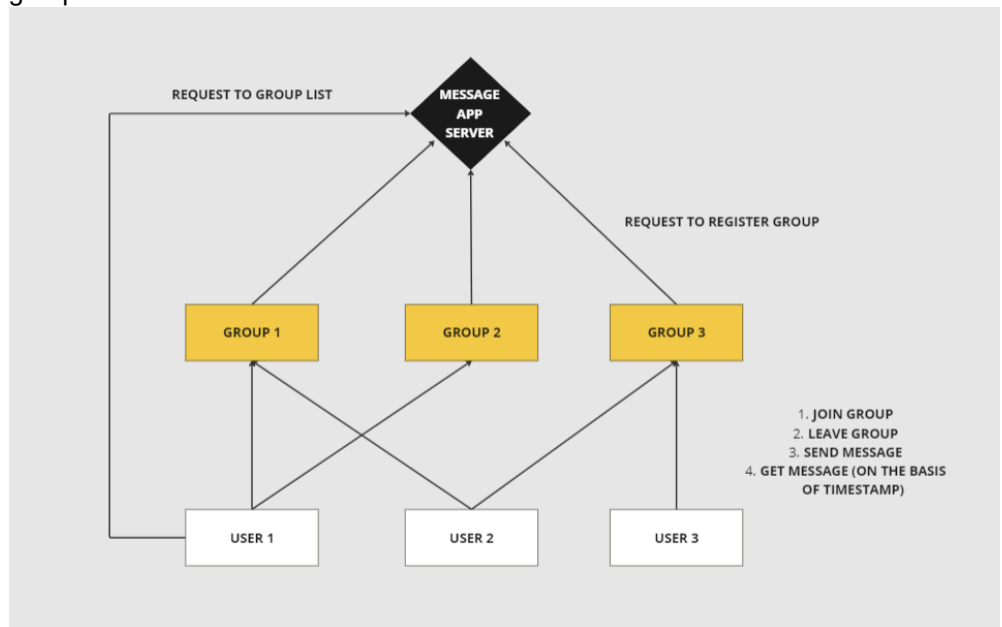 REQUEST TO GROUP LIST
MESSAGE
APP
SERVER
REQUEST TO REGISTER GROUP
GROUP 1
GROUP 2
GROUP 3
1. JOIN GROUP
2. LEAVE GROUP
3. SEND MESSAGE
4. GET MESSAGE (ON THE BASIS
OF TIMESTAMP)
USER 1
USER 2
USER 3